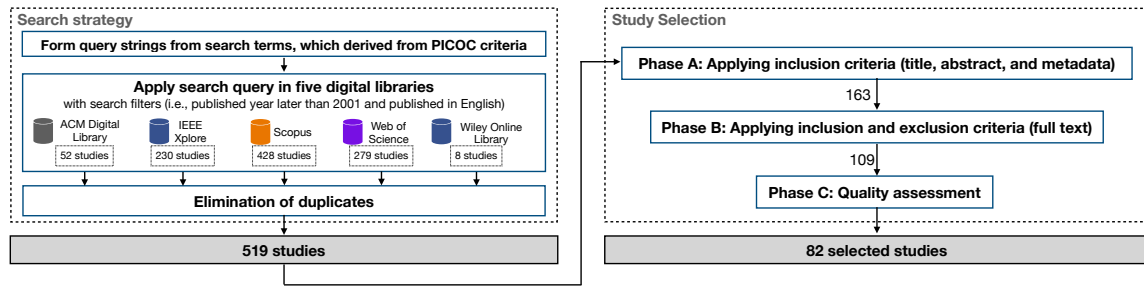 Search strategy
Form query strings from search terms, which derived from PICOC criteria
Apply search query in five digital libraries
with search filters (i.e., published year later than 2001 and published in English)
ACM Digital
Library
52 studies
IEEE
Xplore
230 studies
Scopus
428 studies
Web of
Science
279 studies
Wiley Online
Library
8 studies
Elimination of duplicates
519 studies
Study Selection
Phase A: Applying inclusion criteria (title, abstract, and metadata)
163
Phase B: Applying inclusion and exclusion criteria (full text)
109
Phase C: Quality assessment
82 selected studies